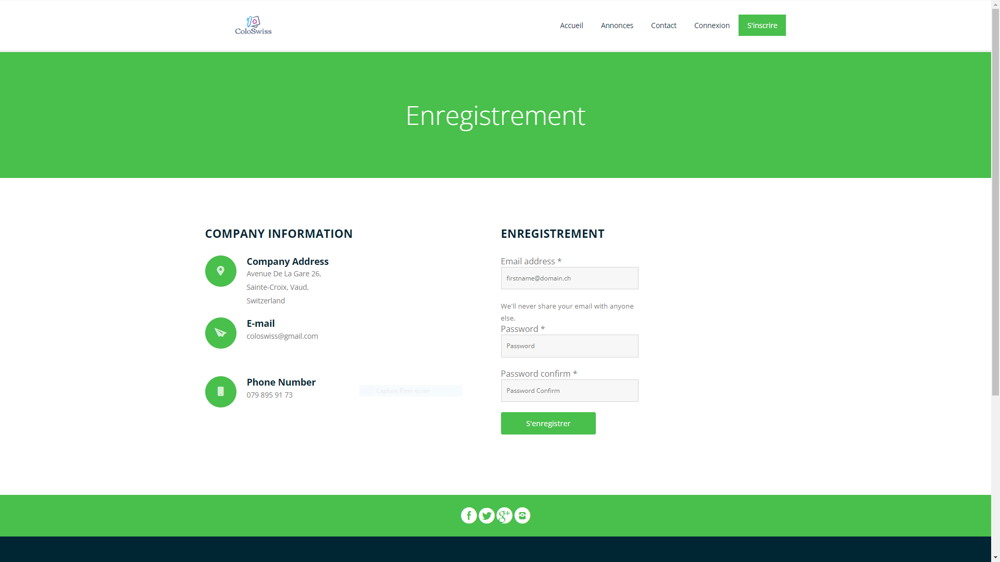 ColoSwiss
Accueil Annonces Contact Connexion S'inscrire
Enregistrement
COMPANY INFORMATION
Company Address
Avenue De La Gare 26,
Sainte-Croix, Vaud,
Switzerland
E-mail
coloswiss@gmail.com
Phone Number
079 895 91 73
Capture Plein écran
ENREGISTREMENT
Email address *
firstname@domain.ch
We'll never share your email with anyone
else.
Password *
Password
Password confirm *
Password Confirm
S'enregistrer